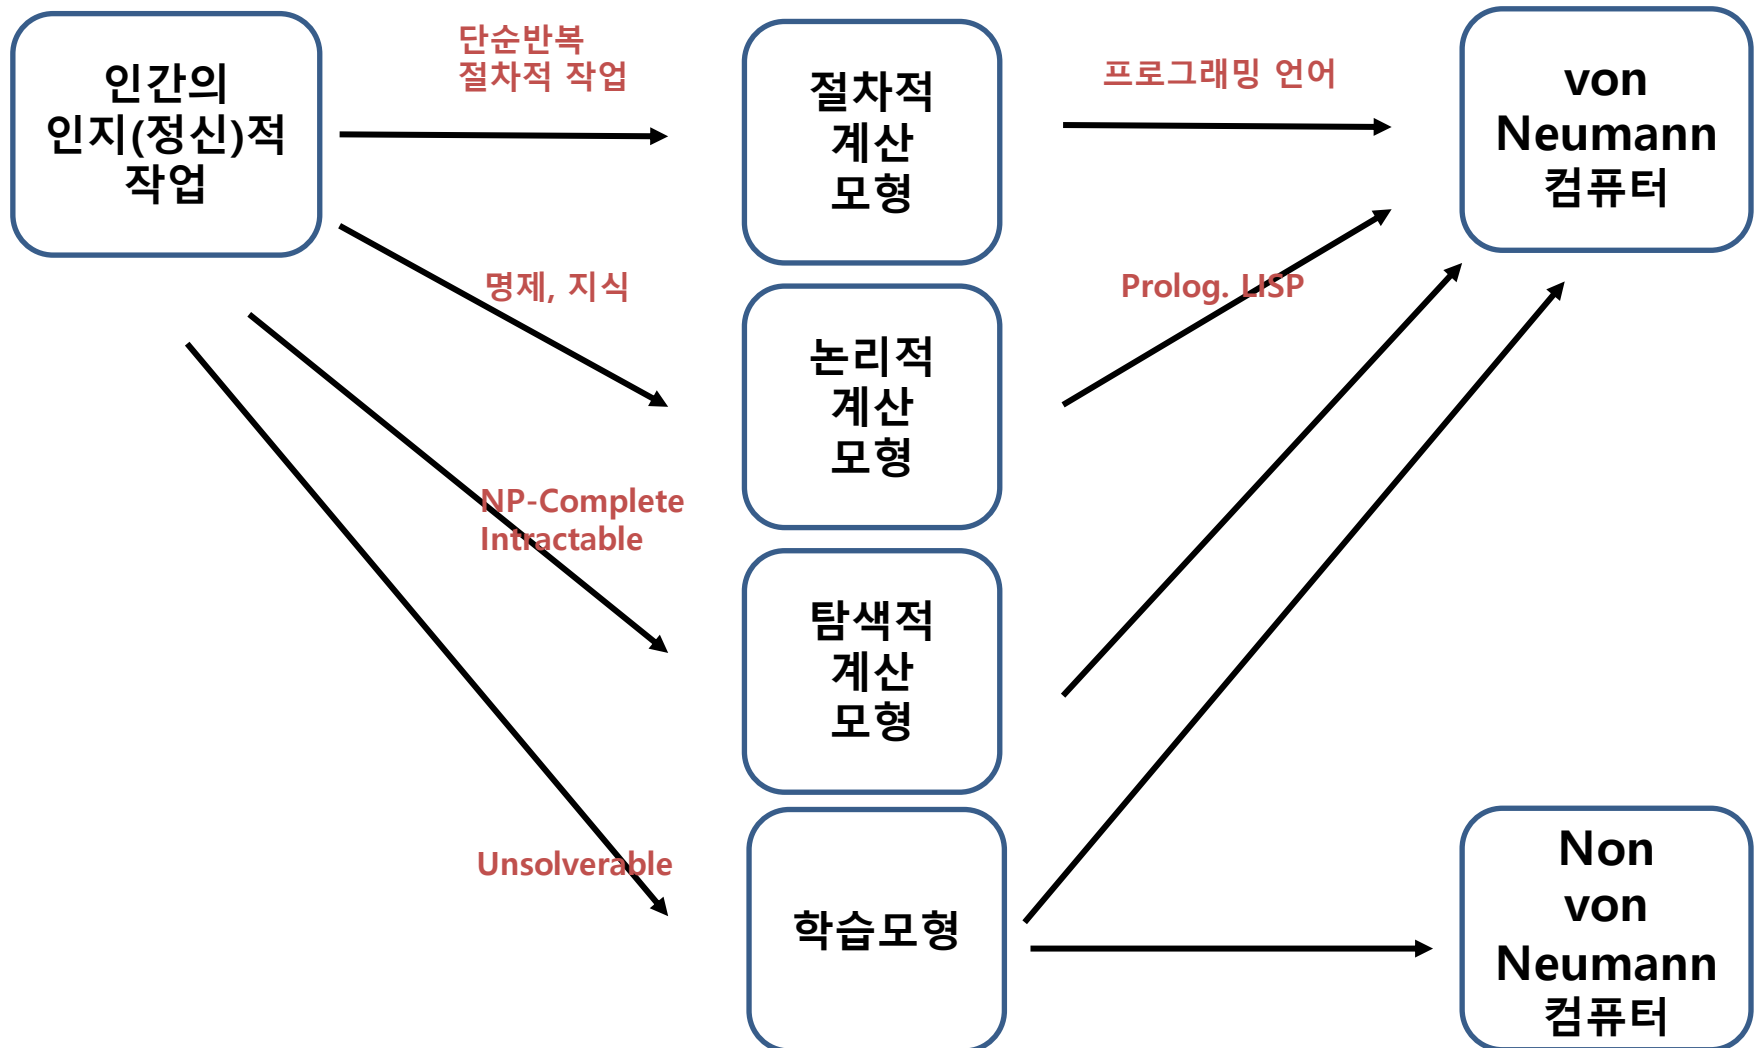 인간의
인지(정신)적
작업
단순반복
절차적 작업
절차적
계산
모형
프로그래밍 언어
von
Neumann
컴퓨터
명제, 지식
논리적
계산
모형
Prolog. LISP
NP-Complete
Intractable
탐색적
계산
모형
Unsolverable
학습모형
Non
von
Neumann
컴퓨터